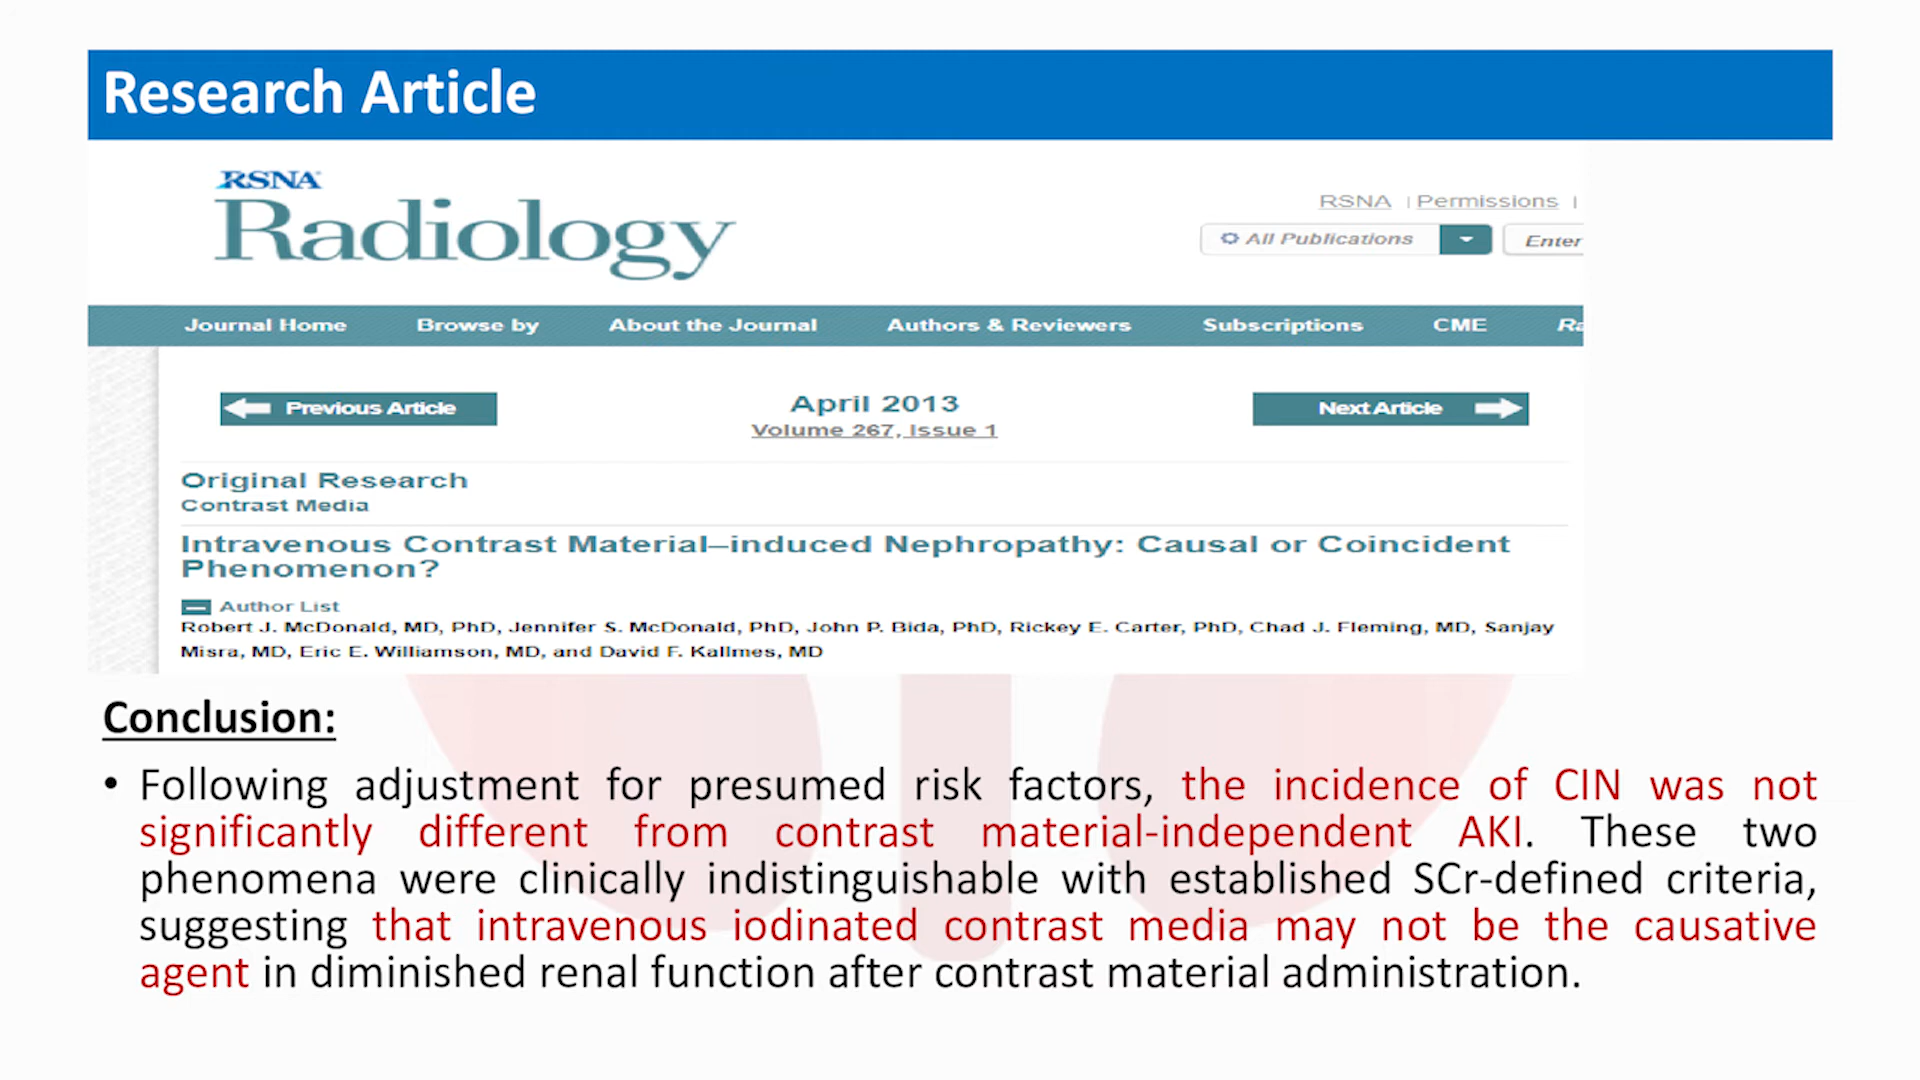 Research Article
RSNA
Radiology
RSNA | Permissions |
All Publications
Enter
Journal Home Browse by About the Journal Authors & Reviewers Subscriptions CME Ra
Previous Article
April 2013
Next Article
Volume 267, Issue 1
Original Research
Contrast Media
Intravenous Contrast Material–induced Nephropathy: Causal or Coincident
Phenomenon?
Author List
Robert J. McDonald, MD, PhD, Jennifer S. McDonald, PhD, John P. Bida, PhD, Rickey E. Carter, PhD, Chad J. Fleming, MD, Sanjay
Misra, MD, Eric E. Williamson, MD, and David F. Kallmes, MD
Conclusion:
• Following adjustment for presumed risk factors, the incidence of CIN was not
significantly different from contrast material-independent AKI. These two
phenomena were clinically indistinguishable with established SCr-defined criteria,
suggesting that intravenous iodinated contrast media may not be the causative
agent in diminished renal function after contrast material administration.